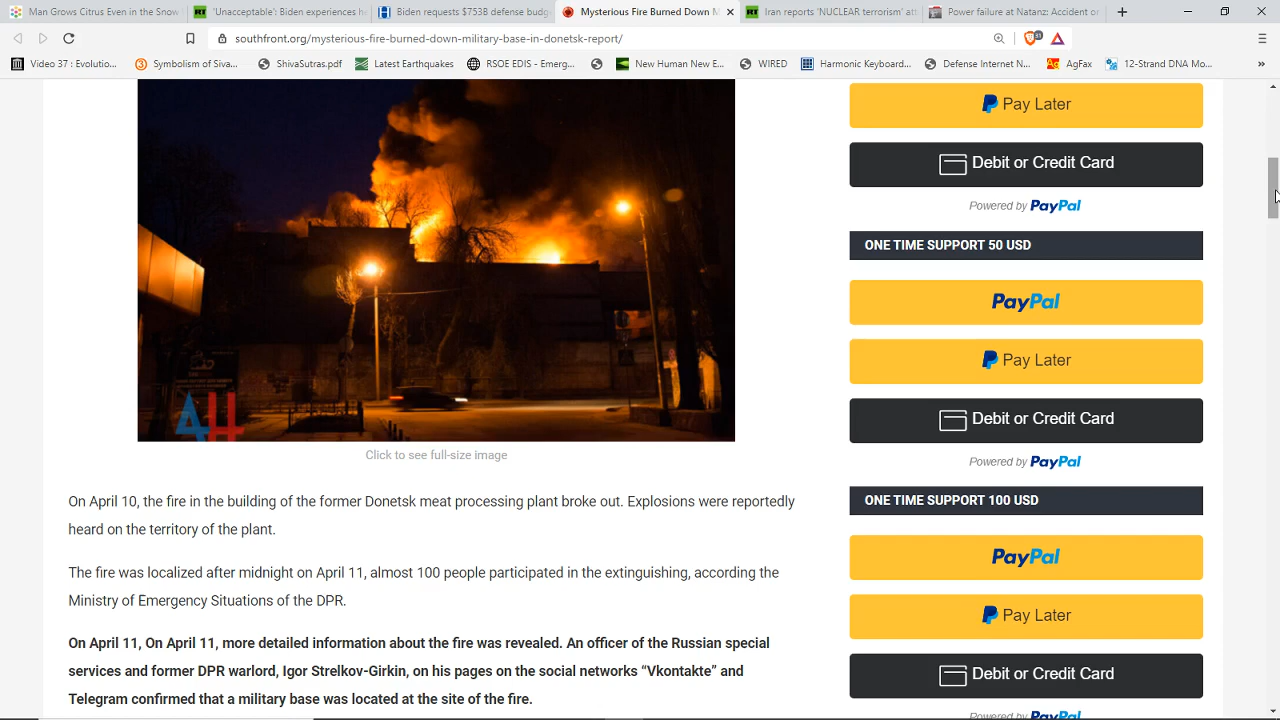 Man Grows Citrus Even in the Snow
'Unacceptable': Biden experiences h
Biden requests $753B defense budg
Mysterious Fire Burned Down M
Iran reports 'NUCLEAR terrorism' att
Power failure at Natanz: Accident or
southfront.org/mysterious-fire-burned-down-military-base-in-donetsk-report/
Video 37 : Evolutio...
Symbolism of Siva...
ShivaSutras.pdf
Latest Earthquakes
RSOE EDIS - Emerg...
New Human New E...
WIRED
Harmonic Keyboard...
Defense Internet N...
AgFax
12-Strand DNA Mo...
»
Click to see full-size image
On April 10, the fire in the building of the former Donetsk meat processing plant broke out. Explosions were reportedly
heard on the territory of the plant.
The fire was localized after midnight on April 11, almost 100 people participated in the extinguishing, according the
Ministry of Emergency Situations of the DPR.
On April 11, On April 11, more detailed information about the fire was revealed. An officer of the Russian special
services and former DPR warlord, Igor Strelkov-Girkin, on his pages on the social networks “Vkontakte” and
Telegram confirmed that a military base was located at the site of the fire.
Pay Later
Debit or Credit Card
Powered by PayPal
ONE TIME SUPPORT 50 USD
PayPal
Pay Later
Debit or Credit Card
Powered by PayPal
ONE TIME SUPPORT 100 USD
PayPal
Pay Later
Debit or Credit Card
Powered by PayPal